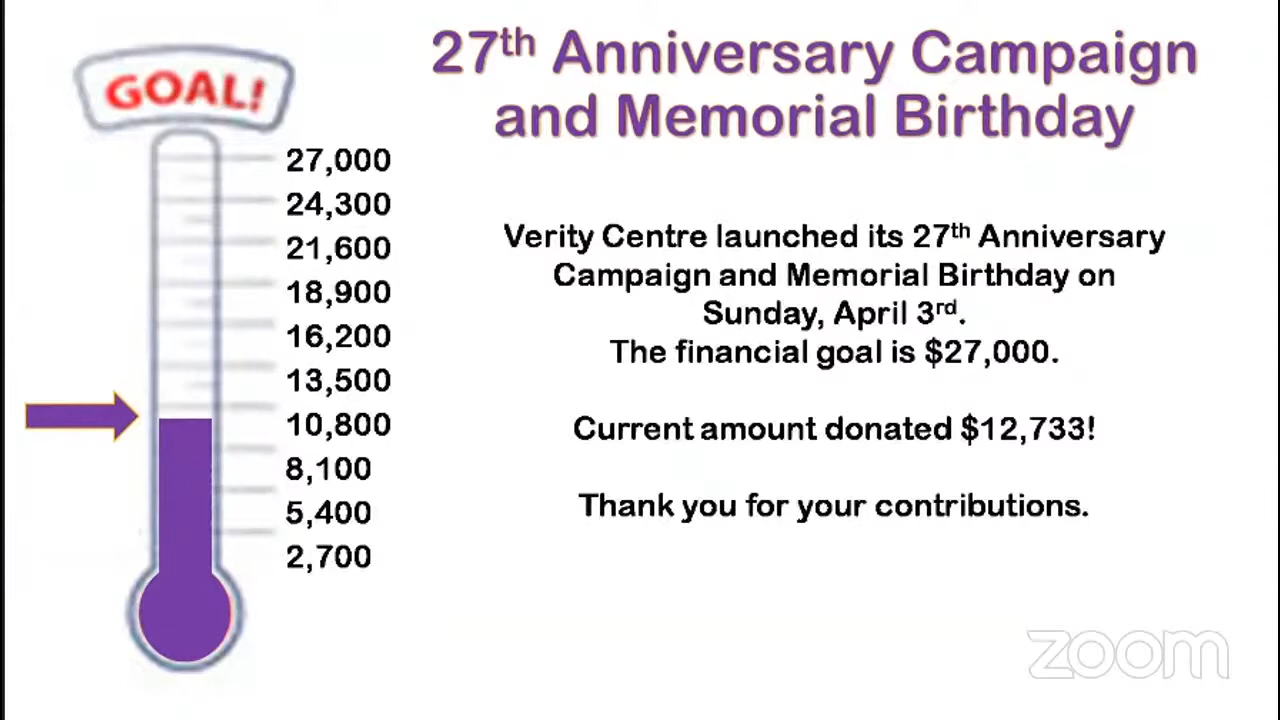 GOAL!
27,000
24,300
21,600
18,900
16,200
13,500
10,800
8,100
5,400
2,700
27th Anniversary Campaign
and Memorial Birthday
Verity Centre launched its 27th Anniversary
Campaign and Memorial Birthday on
Sunday, April 3rd.
The financial goal is $27,000.
Current amount donated $12,733!
Thank you for your contributions.
zoom